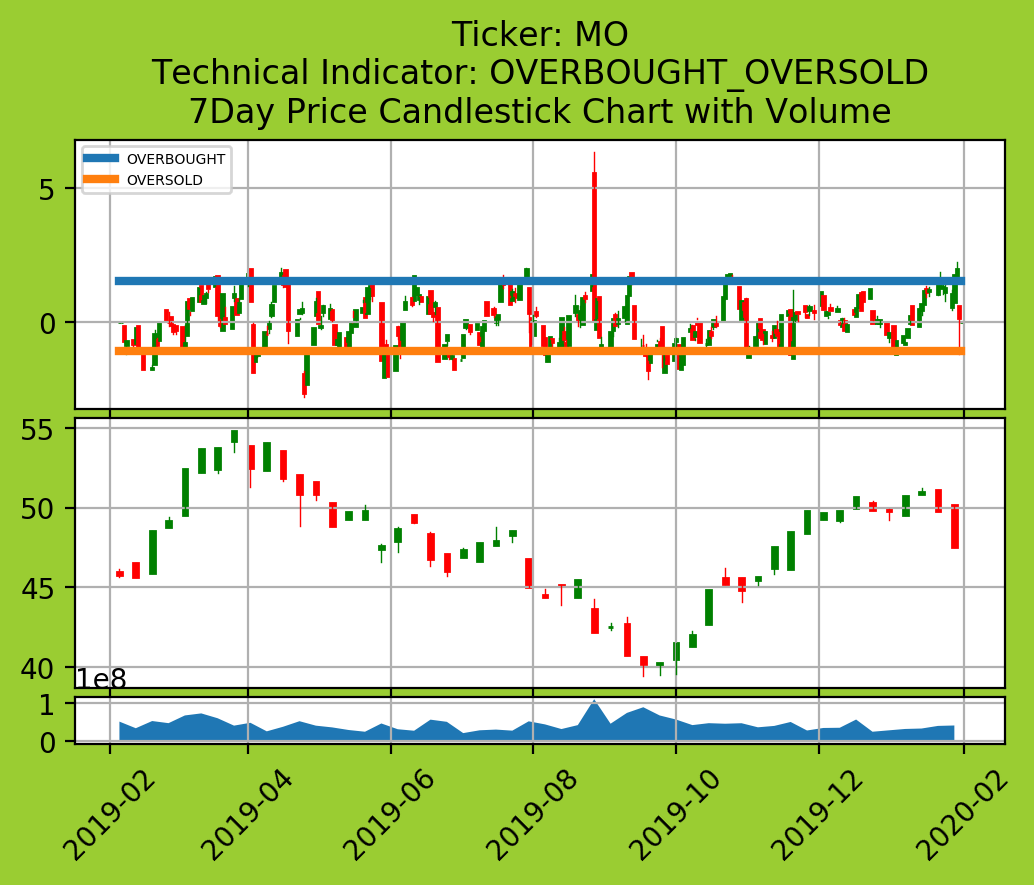 Ticker: MO
Technical Indicator: OVERBOUGHT_OVERSOLD
7Day Price Candlestick Chart with Volume
OVERBOUGHT
OVERSOLD
5
0
55
50
45
40
1e8
1
0
2019-02
2019-04
2019-06
2019-08
2019-10
2019-12
2020-02